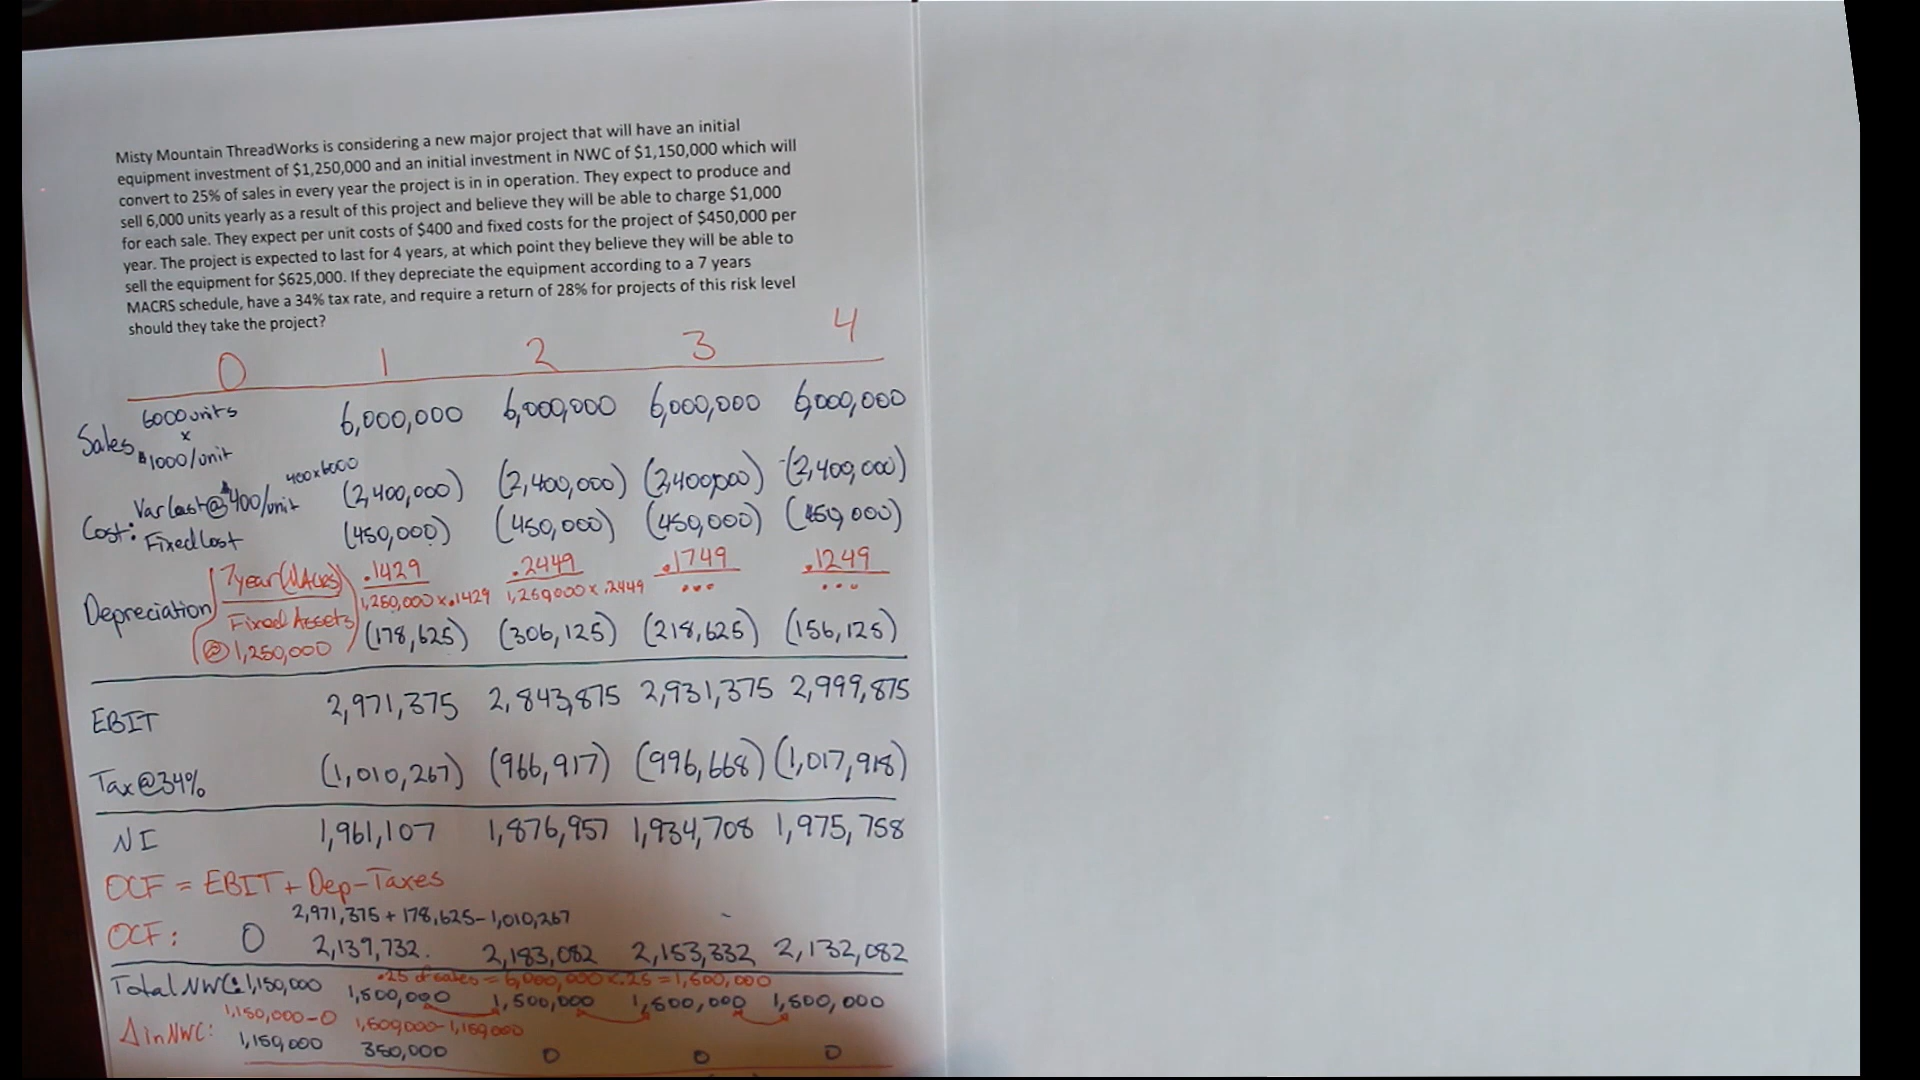 Misty Mountain ThreadWorks is considering a new major project that will have an initial
equipment investment of $1,250,000 and an initial investment in NWC of $1,150,000 which will
convert to 25% of sales in every year the project is in in operation. They expect to produce and
sell 6,000 units yearly as a result of this project and believe they will be able to charge $1,000
for each sale. They expect per unit costs of $400 and fixed costs for the project of $450,000 per
year. The project is expected to last for 4 years, at which point they believe they will be able to
sell the equipment for $625,000. If they depreciate the equipment according to a 7 years
MACRS schedule, have a 34% tax rate, and require a return of 28% for projects of this risk level
should they take the project?
0 1 2 3 4
Sales 6000 units x $1000/unit 6,000,000 6,000,000 6,000,000 6,000,000
400x6000
Cost: Var Cost@$400/unit (2,400,000) (2,400,000) (2,400,000) (2,400,000)
Fixed Cost (450,000) (450,000) (450,000) (450,000)
7year(MACRS) .1429 .2449 .1749 .1249
Depreciation Fixed Assets 1,250,000x.1429 1,250,000x.2449 ... ...
@1,250,000 (178,625) (306,125) (218,625) (156,125)
EBIT 2,971,375 2,843,875 2,931,375 2,999,875
Tax@34% (1,010,267) (966,917) (996,668) (1,017,918)
NI 1,961,107 1,876,957 1,934,708 1,975,758
OCF = EBIT + Dep-Taxes
2,971,375+178,625-1,010,267
OCF: 0 2,139,732. 2,183,082 2,153,332 2,132,082
.25 of sales = 6,000,000x.25=1,500,000
Total NWC: 1,150,000 1,500,000 1,500,000 1,500,000 1,500,000
1,150,000-0 1,500,000-1,150,000
Δ in NWC: 1,150,000 350,000 0 0 0